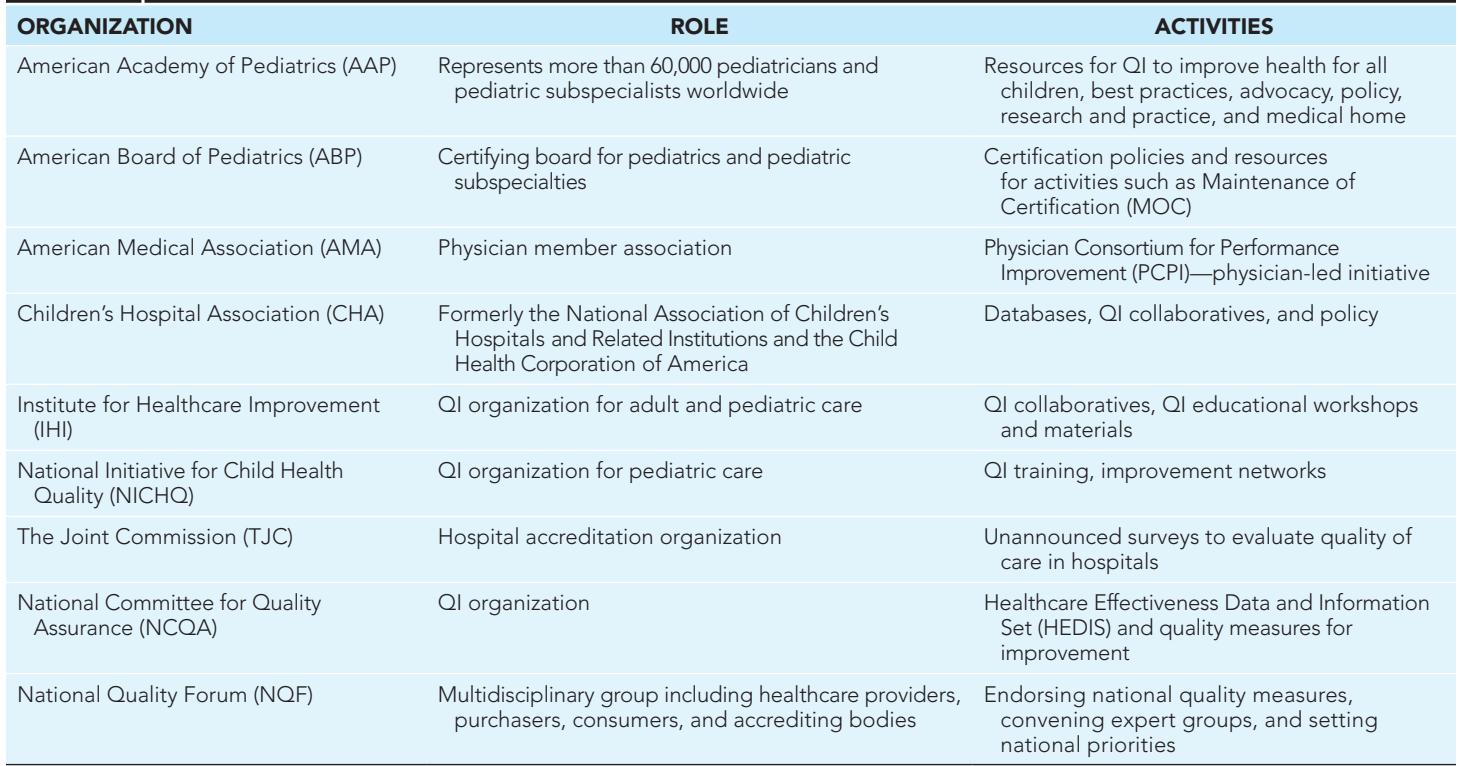 ORGANIZATION ROLE ACTIVITIES
American Academy of Pediatrics (AAP) Represents more than 60,000 pediatricians and Resources for QI to improve health for all
pediatric subspecialists worldwide children, best practices, advocacy, policy,
research and practice, and medical home
American Board of Pediatrics (ABP) Certifying board for pediatrics and pediatric Certification policies and resources
subspecialties for activities such as Maintenance of
Certification (MOC)
American Medical Association (AMA) Physician member association Physician Consortium for Performance
Improvement (PCPI)—physician-led initiative
Children's Hospital Association (CHA) Formerly the National Association of Children's Databases, QI collaboratives, and policy
Hospitals and Related Institutions and the Child
Health Corporation of America
Institute for Healthcare Improvement QI organization for adult and pediatric care QI collaboratives, QI educational workshops
(IHI) and materials
National Initiative for Child Health QI organization for pediatric care QI training, improvement networks
Quality (NICHQ)
The Joint Commission (TJC) Hospital accreditation organization Unannounced surveys to evaluate quality of
care in hospitals
National Committee for Quality QI organization Healthcare Effectiveness Data and Information
Assurance (NCQA) Set (HEDIS) and quality measures for
improvement
National Quality Forum (NQF) Multidisciplinary group including healthcare providers, Endorsing national quality measures,
purchasers, consumers, and accrediting bodies convening expert groups, and setting
national priorities